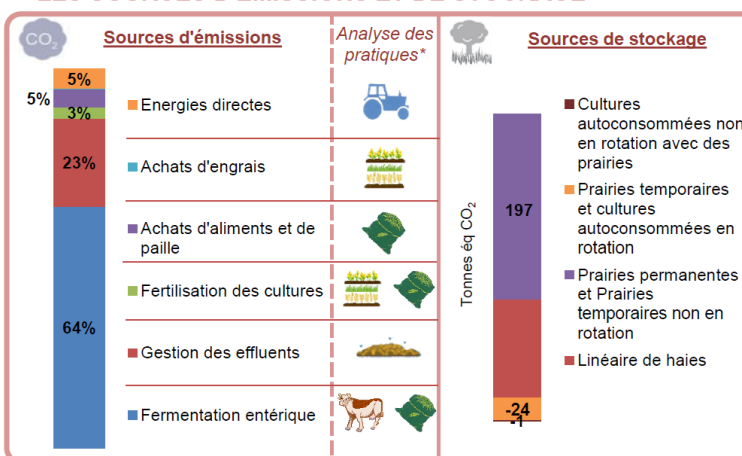 CO₂
Sources d'émissions
Analyse des
pratiques*
Sources de stockage
5%
5%
3%
23%
64%
Energies directes
Achats d'engrais
Achats d'aliments et de
paille
Fertilisation des cultures
Gestion des effluents
Fermentation entérique
Tonnes éq CO₂
197
-24
-1
Cultures
autoconsommées non
en rotation avec des
prairies
Prairies temporaires
et cultures
autoconsommées en
rotation
Prairies permanentes
et Prairies
temporaires non en
rotation
Linéaire de haies